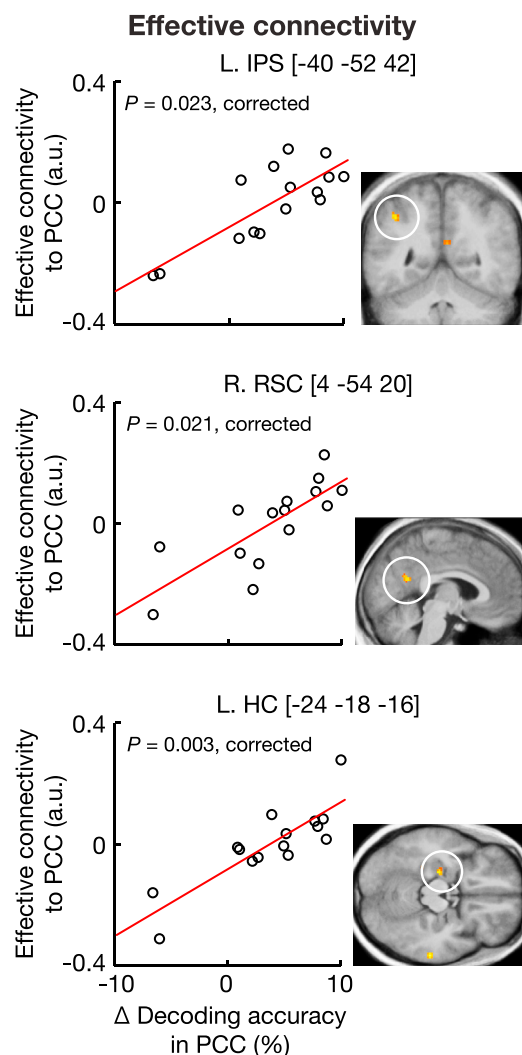 Effective connectivity
L. IPS [-40 -52 42]
0.4
P = 0.023, corrected
Effective connectivity
to PCC (a.u.)
0
-0.4
R. RSC [4 -54 20]
0.4
P = 0.021, corrected
Effective connectivity
to PCC (a.u.)
0
-0.4
L. HC [-24 -18 -16]
0.4
P = 0.003, corrected
Effective connectivity
to PCC (a.u.)
0
-0.4
-10 0 10
Δ Decoding accuracy
in PCC (%)